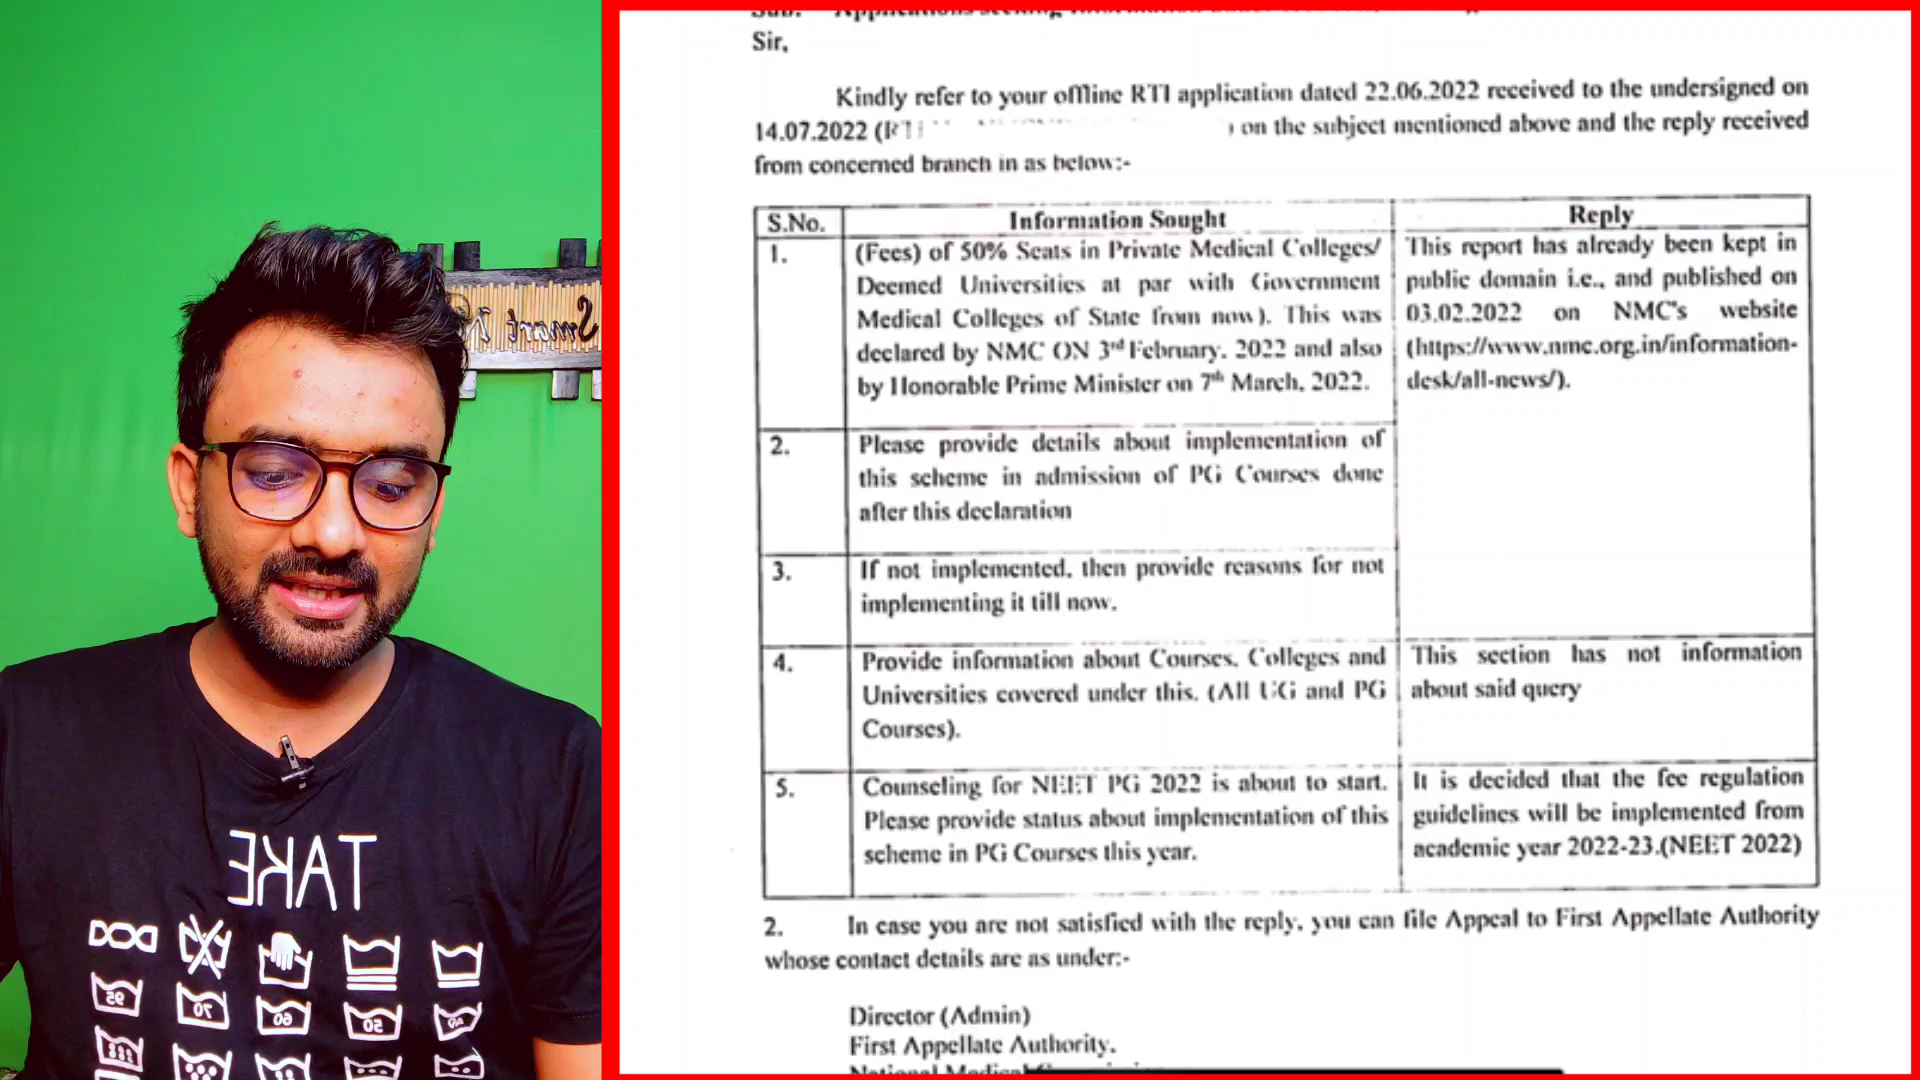 Sir,
Kindly refer to your offline RTI application dated 22.06.2022 received to the undersigned on
14.07.2022 (RTI ) on the subject mentioned above and the reply received
from concerned branch in as below:-
S.No. Information Sought Reply
1. (Fees) of 50% Seats in Private Medical Colleges/
Deemed Universities at par with Government
Medical Colleges of State from now). This was
declared by NMC ON 3rd February, 2022 and also
by Honorable Prime Minister on 7th March, 2022.
This report has already been kept in
public domain i.e., and published on
03.02.2022 on NMC's website
(https://www.nmc.org.in/information-
desk/all-news/).
2. Please provide details about implementation of
this scheme in admission of PG Courses done
after this declaration
3. If not implemented, then provide reasons for not
implementing it till now.
4. Provide information about Courses, Colleges and
Universities covered under this. (All UG and PG
Courses).
This section has not information
about said query
5. Counseling for NEET PG 2022 is about to start.
Please provide status about implementation of this
scheme in PG Courses this year.
It is decided that the fee regulation
guidelines will be implemented from
academic year 2022-23.(NEET 2022)
2. In case you are not satisfied with the reply, you can file Appeal to First Appellate Authority
whose contact details are as under:-
Director (Admin)
First Appellate Authority,
National Medical
Smart
TAKE
95 70 60 50 40